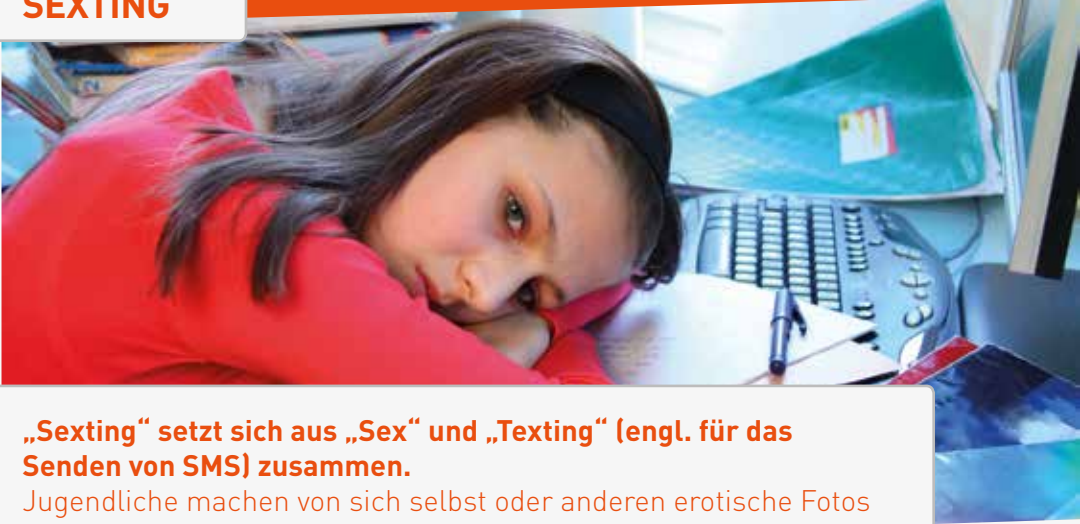 SEXTING
„Sexting“ setzt sich aus „Sex“ und „Texting“ (engl. für das
Senden von SMS) zusammen.
Jugendliche machen von sich selbst oder anderen erotische Fotos